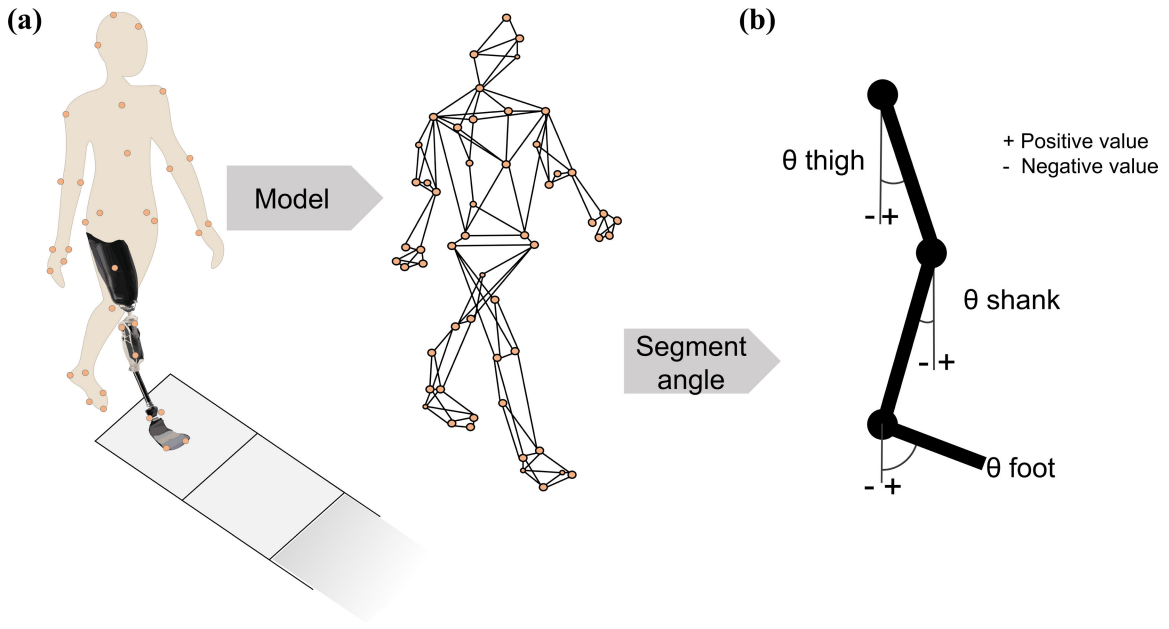 (a)
(b)
Model
Segment
angle
θ thigh
- +
+ Positive value
- Negative value
θ shank
- +
θ foot
- +